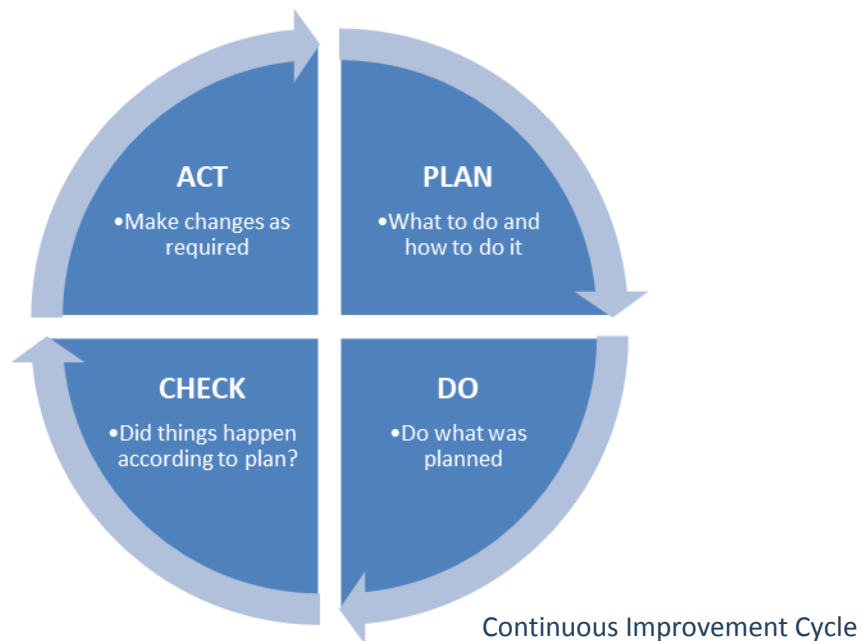 ACT
•Make changes as
required
PLAN
•What to do and
how to do it
CHECK
•Did things happen
according to plan?
DO
•Do what was
planned
Continuous Improvement Cycle